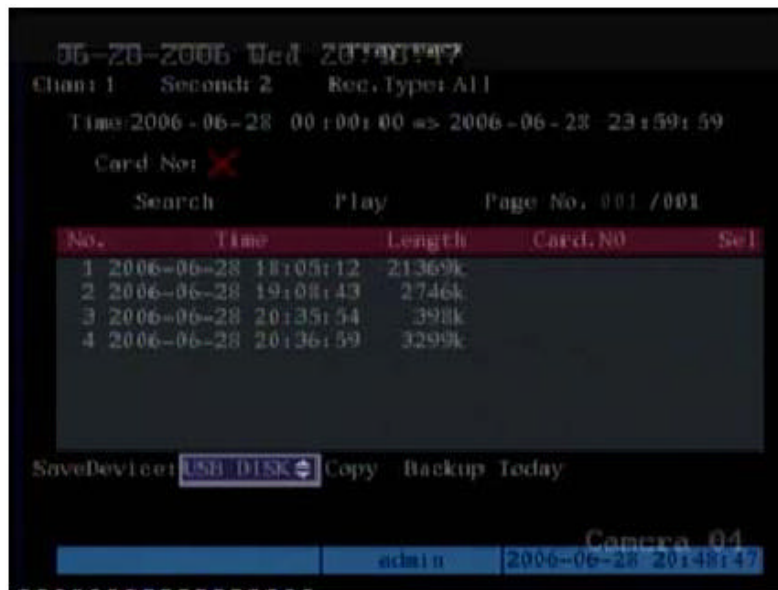 06-28-2006 Wed 20:48:47
Chan: 1 Second: 2 Rec.Type: All
Time:2006-06-28 00:00:00 => 2006-06-28 23:59:59
Card No:
Search Play Page No. 001 /001
No. Time Length Card.NO Sel
1 2006-06-28 18:05:12 21369k
2 2006-06-28 19:08:43 2746k
3 2006-06-28 20:35:54 398k
4 2006-06-28 20:36:59 3299k
SaveDevice: USB DISK Copy Backup Today
Camera 04
admin 2006-06-28 20:48:47